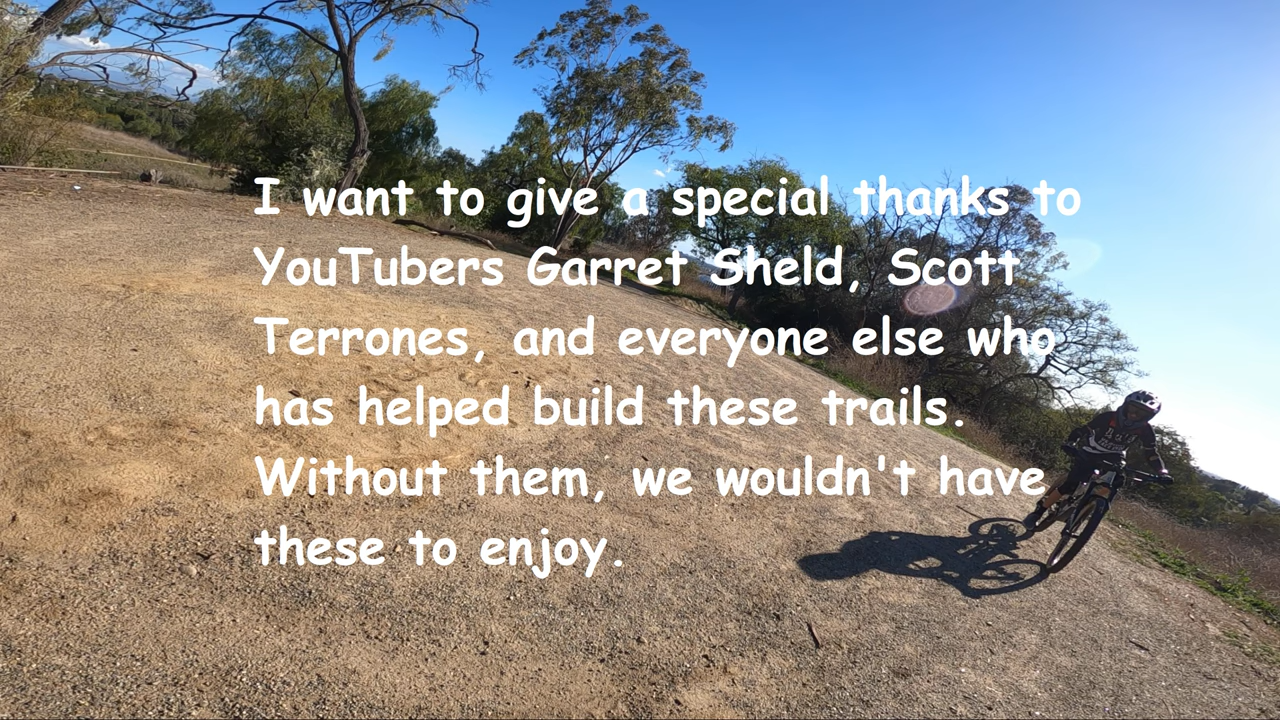 I want to give a special thanks to
YouTubers Garret Sheld, Scott
Terrones, and everyone else who
has helped build these trails.
Without them, we wouldn't have
these to enjoy.